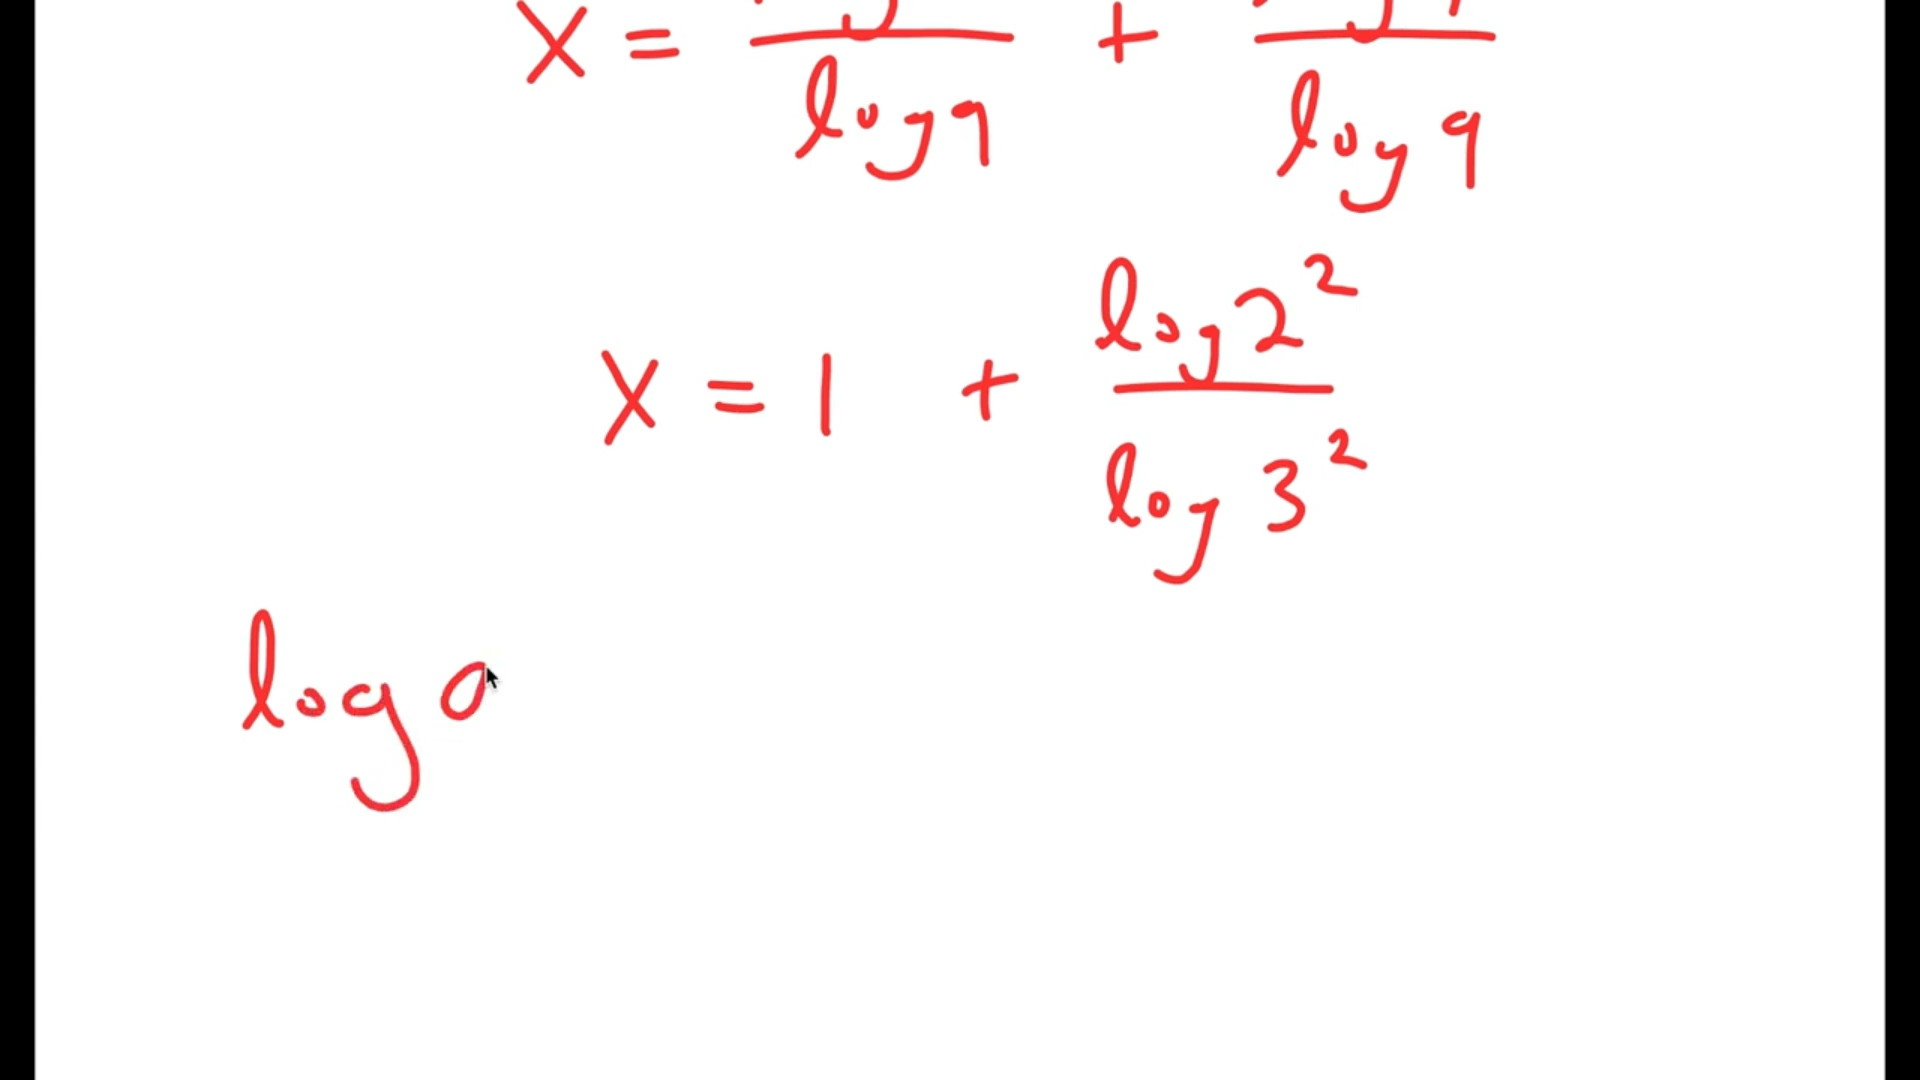 x = ― + ―
log 9 log 9
x = 1 + log 2² / log 3²
log a